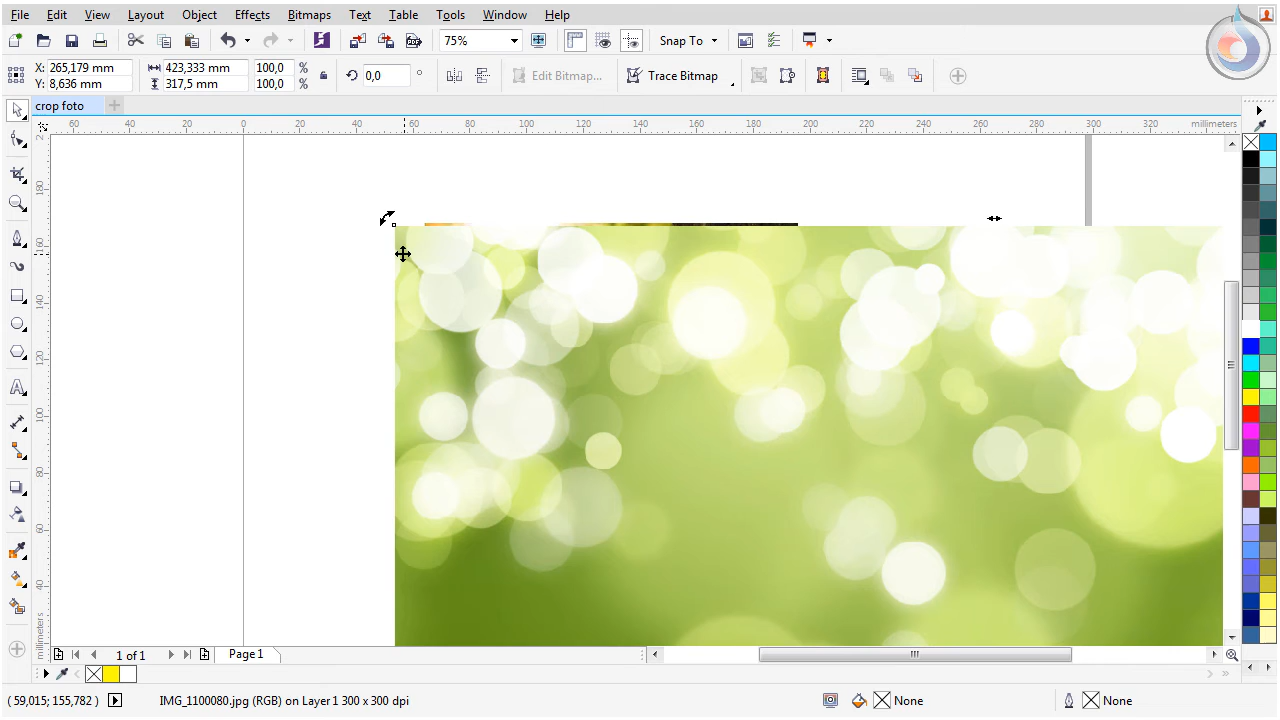 File Edit View Layout Object Effects Bitmaps Text Table Tools Window Help
75% Snap To
X: 265,179 mm 423,333 mm 100,0 % 0,0 ° Edit Bitmap... Trace Bitmap
Y: 8,636 mm 317,5 mm 100,0 %
crop foto
60 40 20 0 20 40 60 80 100 120 140 160 180 200 220 240 260 280 300 320 millimeters
180
160
140
120
100
80
60
40
millimeters
1 of 1 Page 1
( 59,015; 155,782 ) IMG_1100080.jpg (RGB) on Layer 1 300 x 300 dpi None None